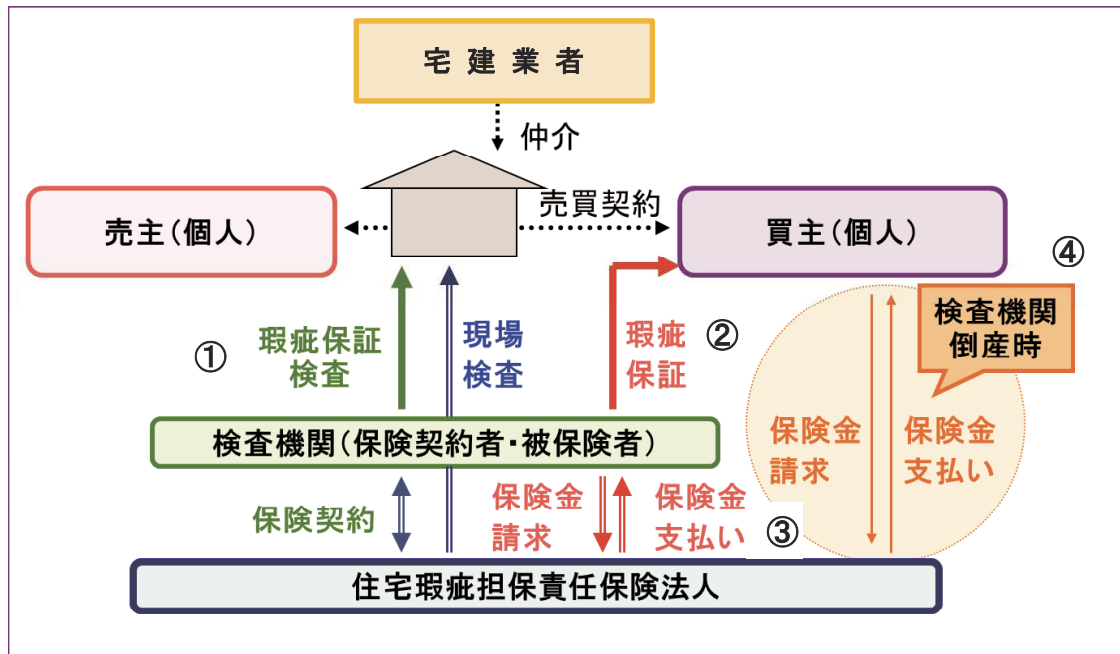 宅建業者
仲介
売主(個人)
売買契約
買主(個人)
④
検査機関
倒産時
①
瑕疵保証
検査
現場
検査
瑕疵
保証
②
保険金
請求
保険金
支払い
検査機関(保険契約者・被保険者)
保険契約
保険金
請求
保険金
支払い
③
住宅瑕疵担保責任保険法人